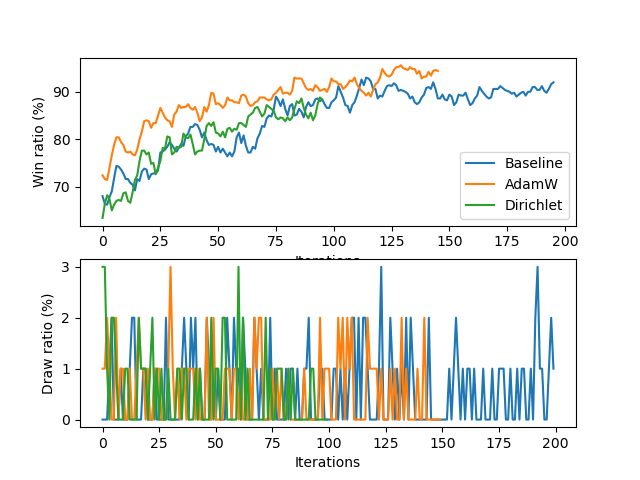 Win ratio (%)
90
80
70
Baseline
AdamW
Dirichlet
0 25 50 75 100 125 150 175 200
Iterations
Draw ratio (%)
3
2
1
0
0 25 50 75 100 125 150 175 200
Iterations